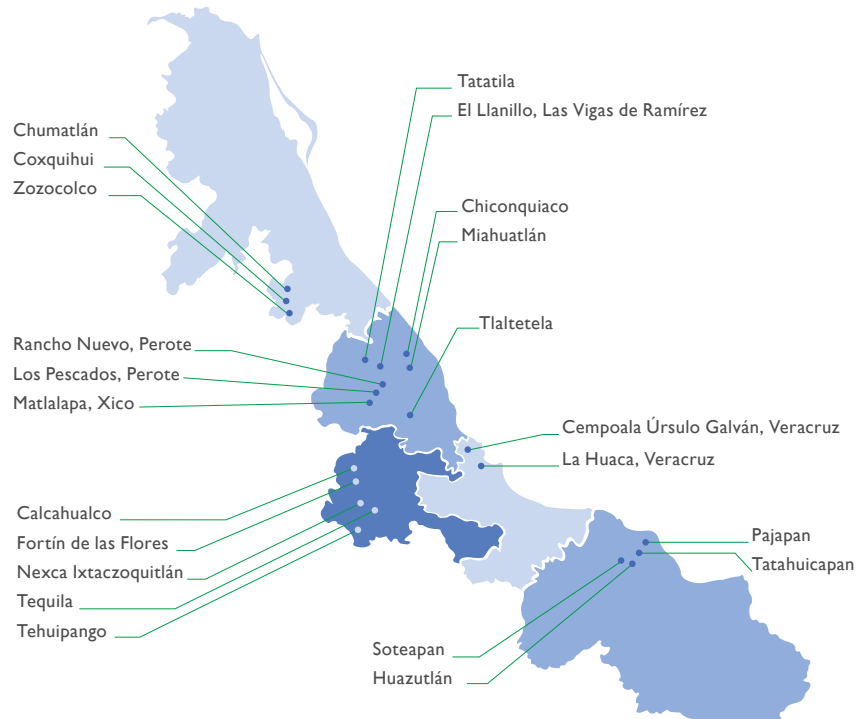 Tatatila
El Llanillo, Las Vigas de Ramírez
Chumatlán
Coxquihui
Zozocolco
Chiconquiaco
Miahuatlán
Tlaltetela
Rancho Nuevo, Perote
Los Pescados, Perote
Matlalapa, Xico
Cempoala Úrsulo Galván, Veracruz
La Huaca, Veracruz
Calcahualco
Fortín de las Flores
Nexca Ixtaczoquitlán
Tequila
Tehuipango
Pajapan
Tatahuicapan
Soteapan
Huazutlán